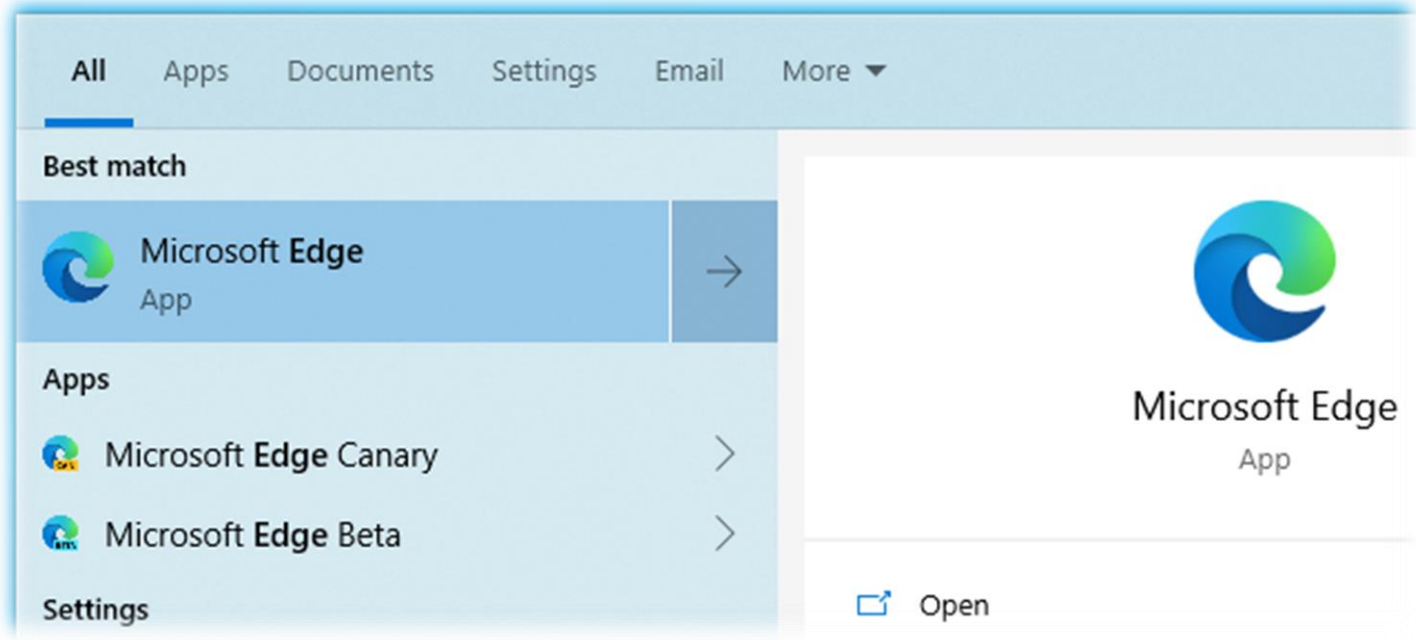 All Apps Documents Settings Email More
Best match
Microsoft Edge
App
Apps
Microsoft Edge Canary
Microsoft Edge Beta
Settings
Microsoft Edge
App
Open